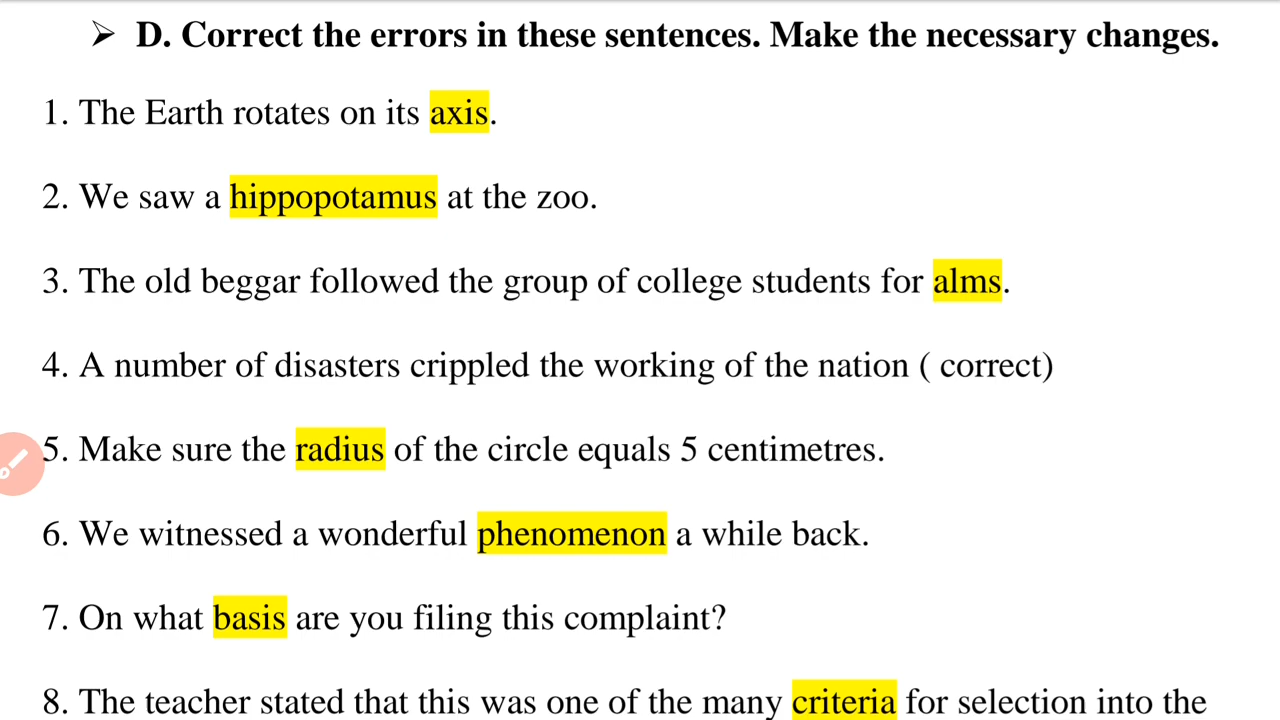 ➢ D. Correct the errors in these sentences. Make the necessary changes.
1. The Earth rotates on its axis.
2. We saw a hippopotamus at the zoo.
3. The old beggar followed the group of college students for alms.
4. A number of disasters crippled the working of the nation ( correct)
5. Make sure the radius of the circle equals 5 centimetres.
6. We witnessed a wonderful phenomenon a while back.
7. On what basis are you filing this complaint?
8. The teacher stated that this was one of the many criteria for selection into the